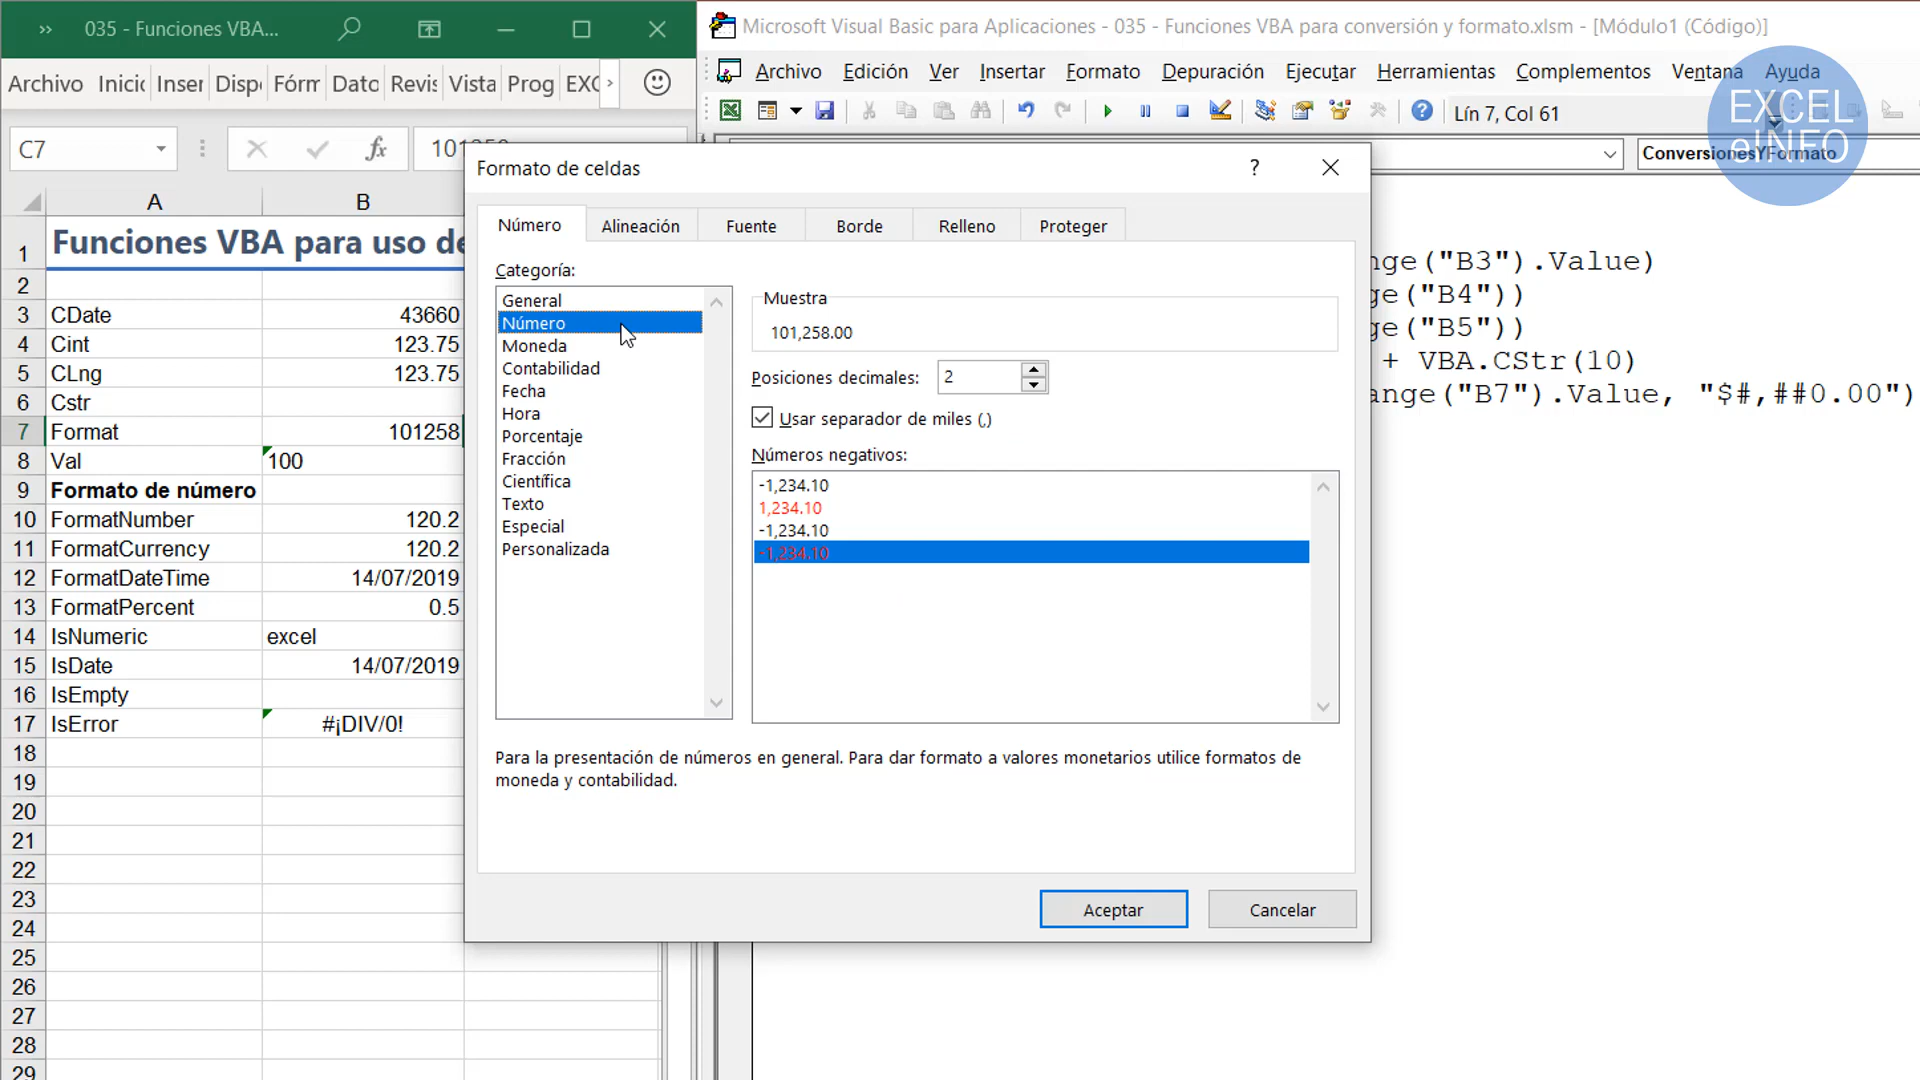 035 - Funciones VBA...
Archivo Inicio Inser Disp Fórm Dato Revis Vista Prog EXC
C7
fx
A B
1 Funciones VBA para uso de
2
3 CDate 43660
4 Cint 123.75
5 CLng 123.75
6 Cstr
7 Format 101258
8 Val 100
9 Formato de número
10 FormatNumber 120.2
11 FormatCurrency 120.2
12 FormatDateTime 14/07/2019
13 FormatPercent 0.5
14 IsNumeric excel
15 IsDate 14/07/2019
16 IsEmpty
17 IsError #¡DIV/0!
18
19
20
21
22
23
24
25
26
27
28
29
Microsoft Visual Basic para Aplicaciones - 035 - Funciones VBA para conversión y formato.xlsm - [Módulo1 (Código)]
Archivo Edición Ver Insertar Formato Depuración Ejecutar Herramientas Complementos Ventana Ayuda
Lín 7, Col 61
ConversionesYFormato
EXCEL
eINFO
nge("B3").Value)
ge("B4"))
ge("B5"))
+ VBA.CStr(10)
ange("B7").Value, "$#,##0.00")
Formato de celdas
?
Número Alineación Fuente Borde Relleno Proteger
Categoría:
General
Número
Moneda
Contabilidad
Fecha
Hora
Porcentaje
Fracción
Científica
Texto
Especial
Personalizada
Muestra
101,258.00
Posiciones decimales: 2
Usar separador de miles (,)
Números negativos:
-1,234.10
1,234.10
-1,234.10
-1,234.10
Para la presentación de números en general. Para dar formato a valores monetarios utilice formatos de
moneda y contabilidad.
Aceptar Cancelar